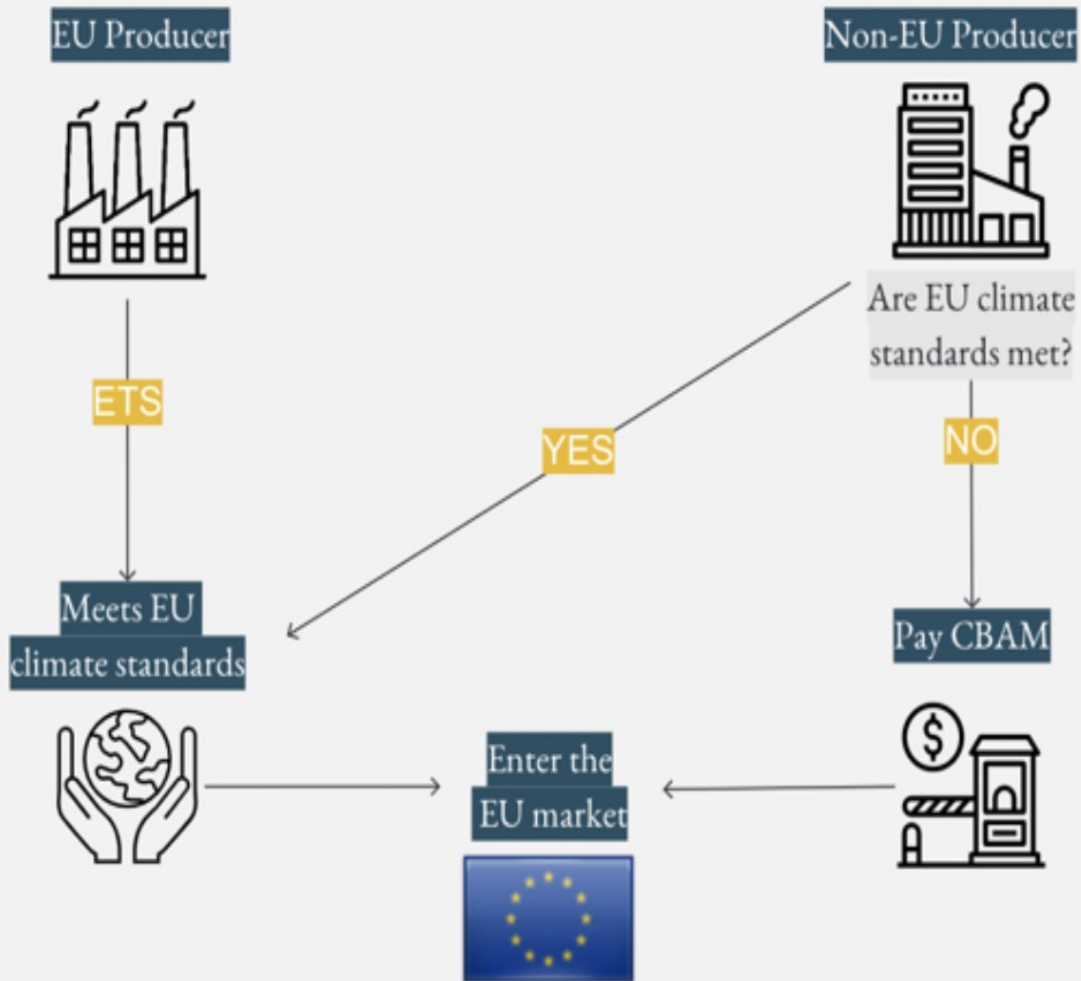 EU Producer
Non-EU Producer
Are EU climate
standards met?
ETS
YES
NO
Meets EU
climate standards
Pay CBAM
$
Enter the
EU market